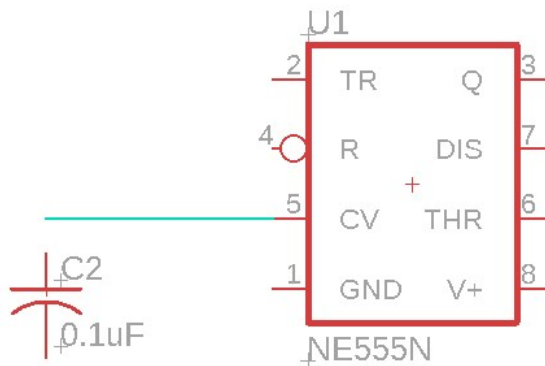 U1
2 TR Q 3
4 R DIS 7
5 CV THR 6
1 GND V+ 8
NE555N
C2
0.1uF